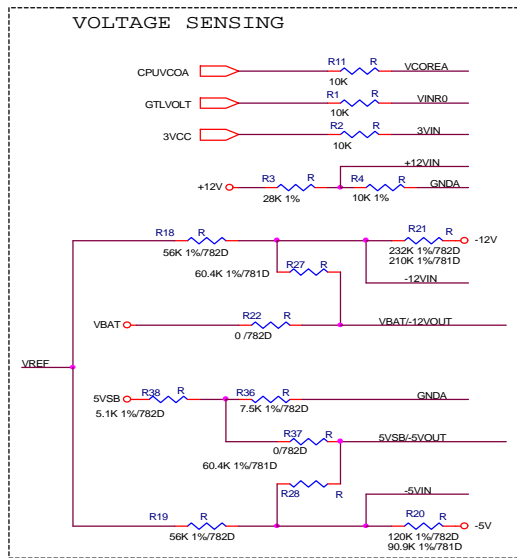 VOLTAGE SENSING
R11 R VCOREA
CPUVCOA
10K
R1 R VINR0
GTLVOLT
10K
R2 R 3VIN
3VCC
10K
+12VIN
R3 R R4 R GNDA
+12V
28K 1% 10K 1%
R18 R R21 R -12V
56K 1%/782D 232K 1%/782D
210K 1%/781D
R27 R
60.4K 1%/781D
-12VIN
R22 R VBAT/-12VOUT
VBAT
0 /782D
VREF
5VSB R38 R R36 R GNDA
5.1K 1%/782D 7.5K 1%/782D
R37 R 5VSB/-5VOUT
0/782D
60.4K 1%/781D
R28 R
-5VIN
R19 R R20 R -5V
56K 1%/782D 120K 1%/782D
90.9K 1%/781D